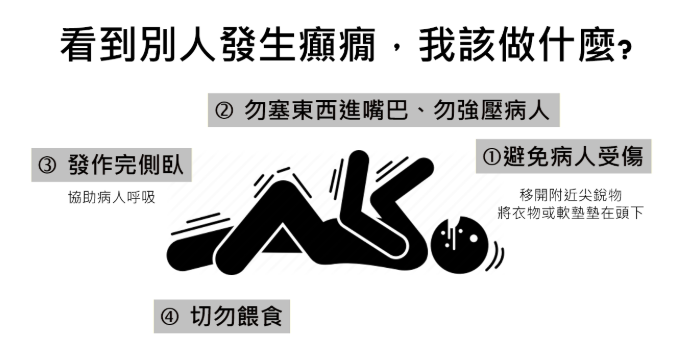 看到別人發生癲癇，我該做什麼?
② 勿塞東西進嘴巴、勿強壓病人
①避免病人受傷
移開附近尖銳物
將衣物或軟墊墊在頭下
③ 發作完側臥
協助病人呼吸
④ 切勿餵食